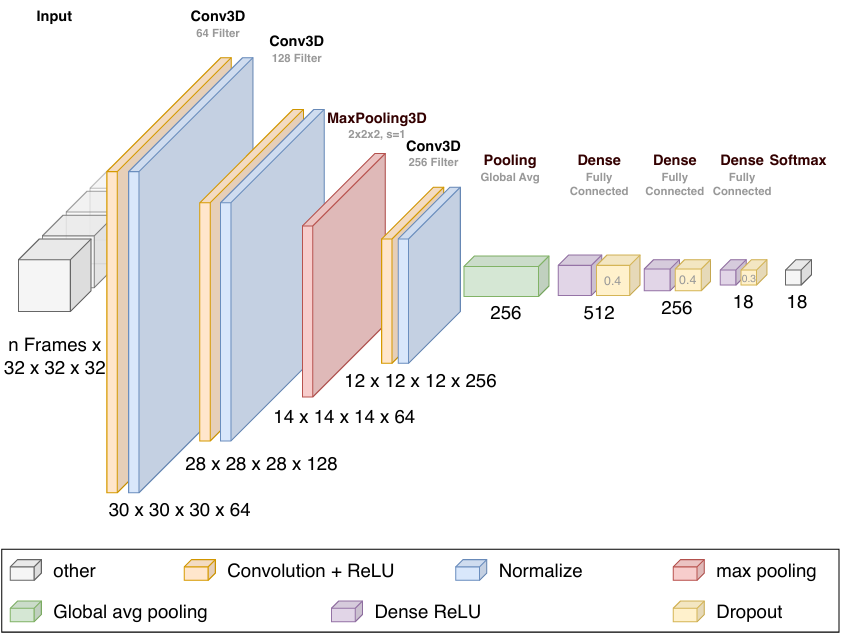 Input
Conv3D
64 Filter
Conv3D
128 Filter
MaxPooling3D
2x2x2, s=1
Conv3D
256 Filter
Pooling
Global Avg
Dense
Fully
Connected
Dense
Fully
Connected
Dense
Fully
Connected
Softmax
0.4
0.4
0.3
n Frames x
32 x 32 x 32
30 x 30 x 30 x 64
28 x 28 x 28 x 128
14 x 14 x 14 x 64
12 x 12 x 12 x 256
256
512
256
18
18
other
Convolution + ReLU
Normalize
max pooling
Global avg pooling
Dense ReLU
Dropout